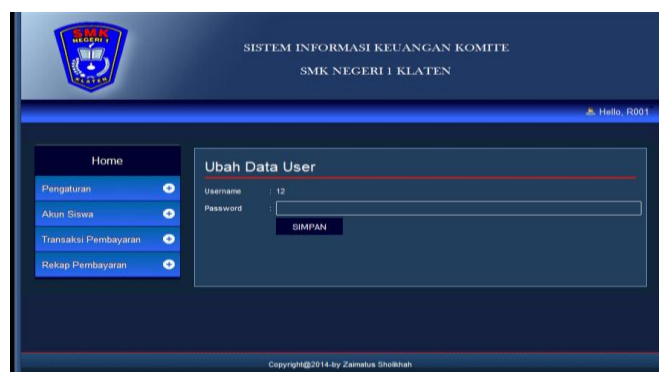 SMK
NEGERI 1
KLATEN
SISTEM INFORMASI KEUANGAN KOMITE
SMK NEGERI 1 KLATEN
Hello, R001
Home
Pengaturan
Akun Siswa
Transaksi Pembayaran
Rekap Pembayaran
Ubah Data User
Username : 12
Password :
SIMPAN
Copyright@2014-by Zaimatus Sholikhah